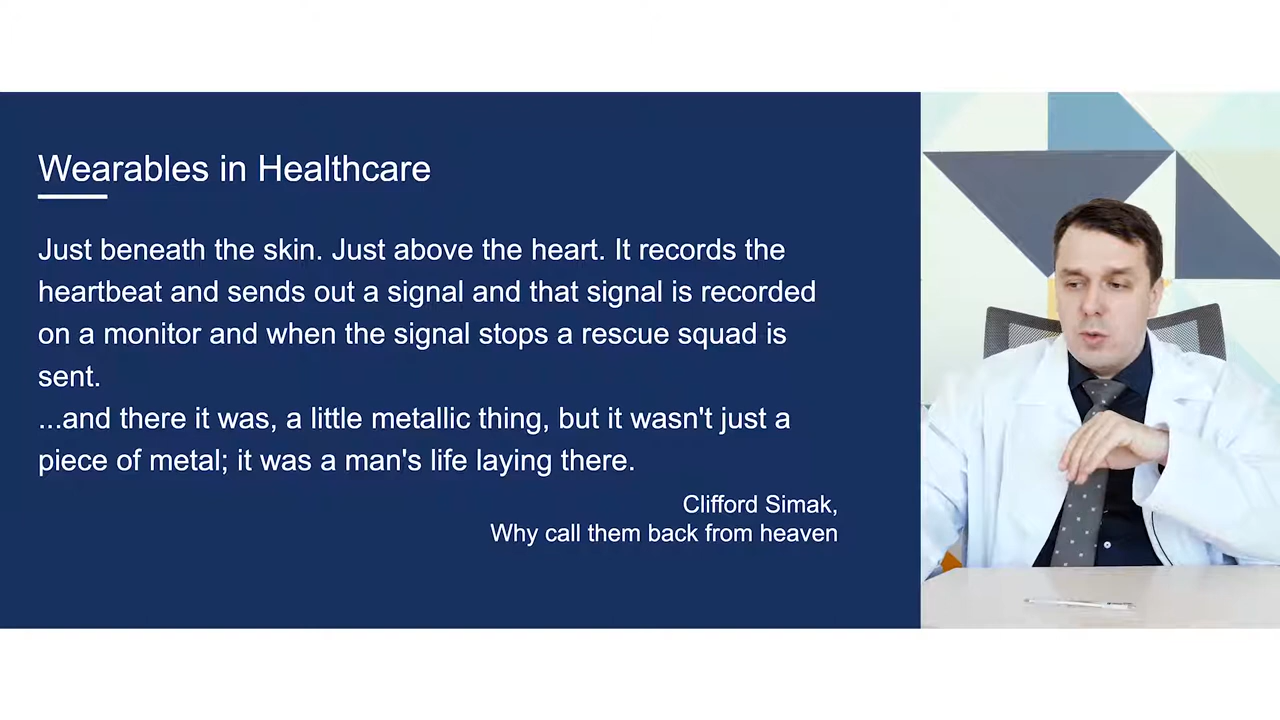 Wearables in Healthcare
Just beneath the skin. Just above the heart. It records the
heartbeat and sends out a signal and that signal is recorded
on a monitor and when the signal stops a rescue squad is
sent.
...and there it was, a little metallic thing, but it wasn't just a
piece of metal; it was a man's life laying there.
Clifford Simak,
Why call them back from heaven